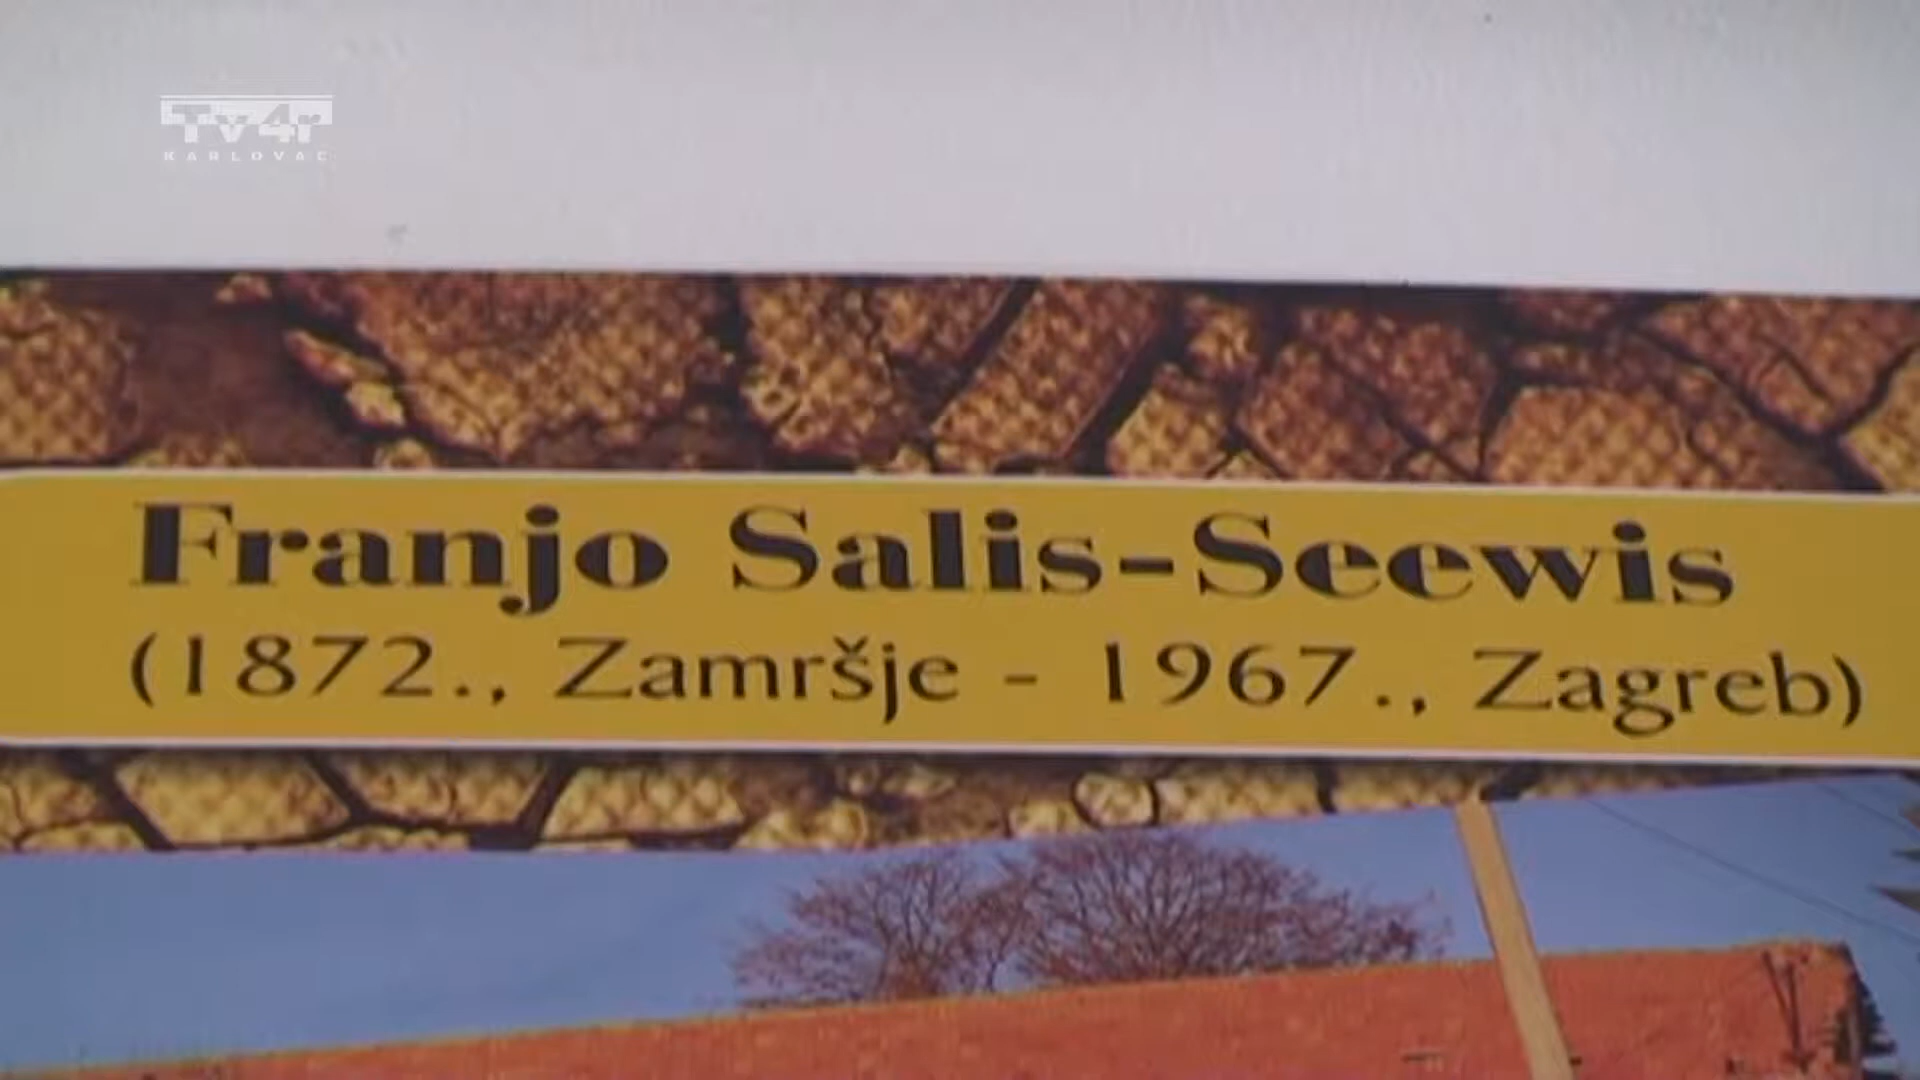 Tv4r
KARLOVAC
Franjo Salis-Seewis
(1872., Zamršje - 1967., Zagreb)